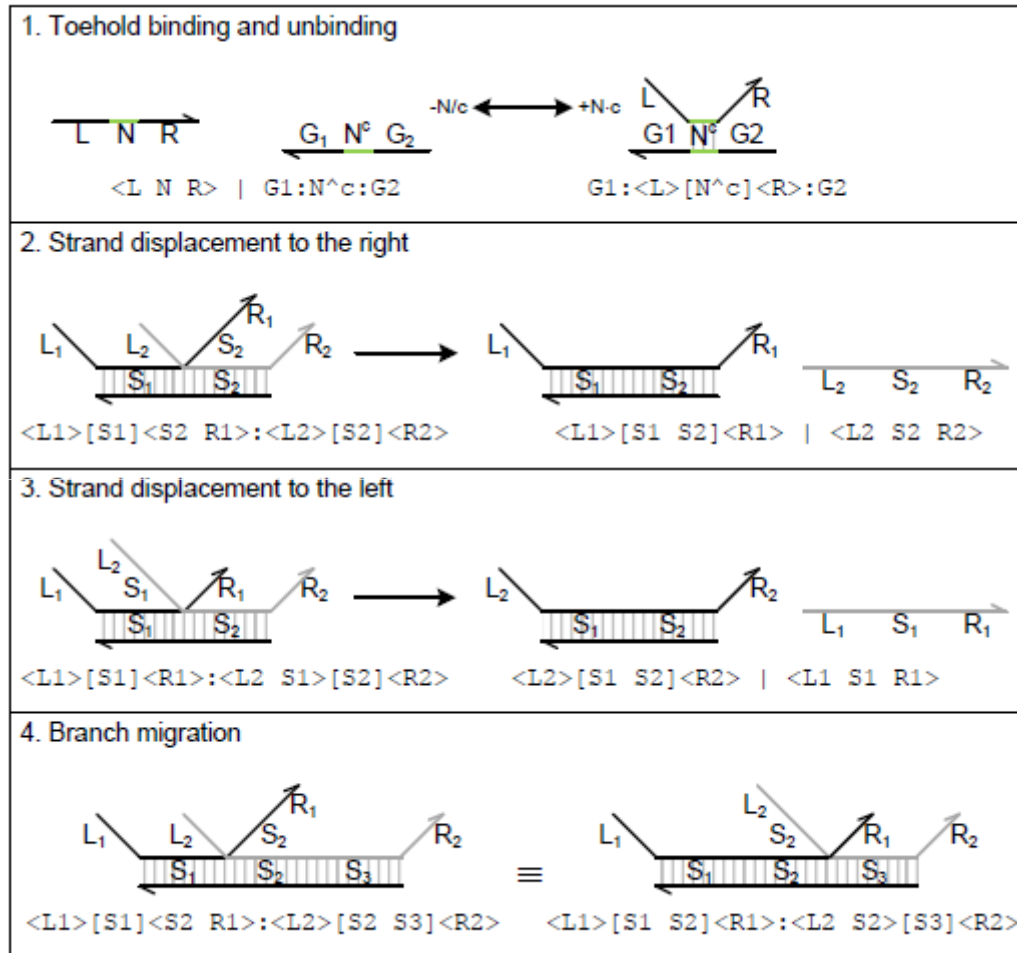 1. Toehold binding and unbinding
L N R
G₁ Nᶜ G₂
-N/c
+N·c
L R
G1 Nᶜ G2
<L N R> | G1:N^c:G2
G1:<L>[N^c]<R>:G2
2. Strand displacement to the right
L₁ L₂ S₂ R₁ R₂
S₁ S₂
L₁ R₁
S₁ S₂
L₂ S₂ R₂
<L1>[S1]<S2 R1>:<L2>[S2]<R2>
<L1>[S1 S2]<R1> | <L2 S2 R2>
3. Strand displacement to the left
L₁ L₂ S₁ R₁ R₂
S₁ S₂
L₂ R₂
S₁ S₂
L₁ S₁ R₁
<L1>[S1]<R1>:<L2 S1>[S2]<R2>
<L2>[S1 S2]<R2> | <L1 S1 R1>
4. Branch migration
L₁ L₂ S₂ R₁ R₂
S₁ S₂ S₃
≡
L₁ L₂ S₂ R₁ R₂
S₁ S₂ S₃
<L1>[S1]<S2 R1>:<L2>[S2 S3]<R2>
<L1>[S1 S2]<R1>:<L2 S2>[S3]<R2>